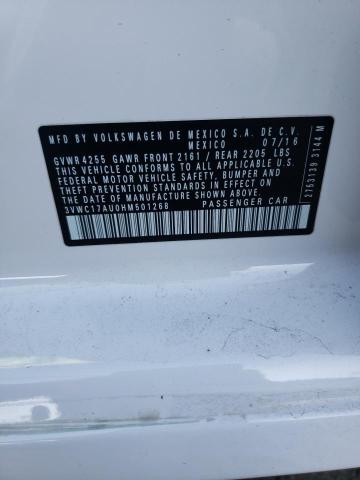 MFD BY VOLKSWAGEN DE MEXICO S.A. DE C.V.
MEXICO 07/16
GVWR 4255 GAWR FRONT 2161 / REAR 2205 LBS
THIS VEHICLE CONFORMS TO ALL APPLICABLE
FEDERAL MOTOR VEHICLE SAFETY, BUMPER, AND
THEFT PREVENTION STANDARDS IN EFFECT ON
THE DATE OF MANUFACTURE SHOWN ABOVE.
3VWC17AU0HM501268 PASSENGER CAR
2753139 3144 M